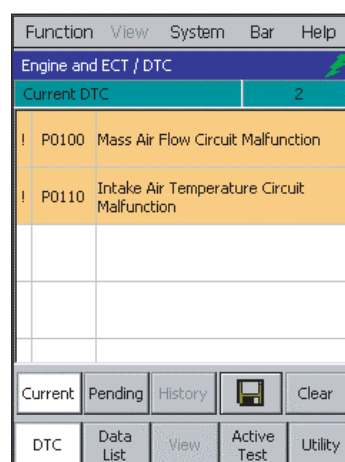 Function View System Bar Help
Engine and ECT / DTC
Current DTC 2
! P0100 Mass Air Flow Circuit Malfunction
! P0110 Intake Air Temperature Circuit
Malfunction
Current Pending History Clear
DTC Data List View Active Test Utility